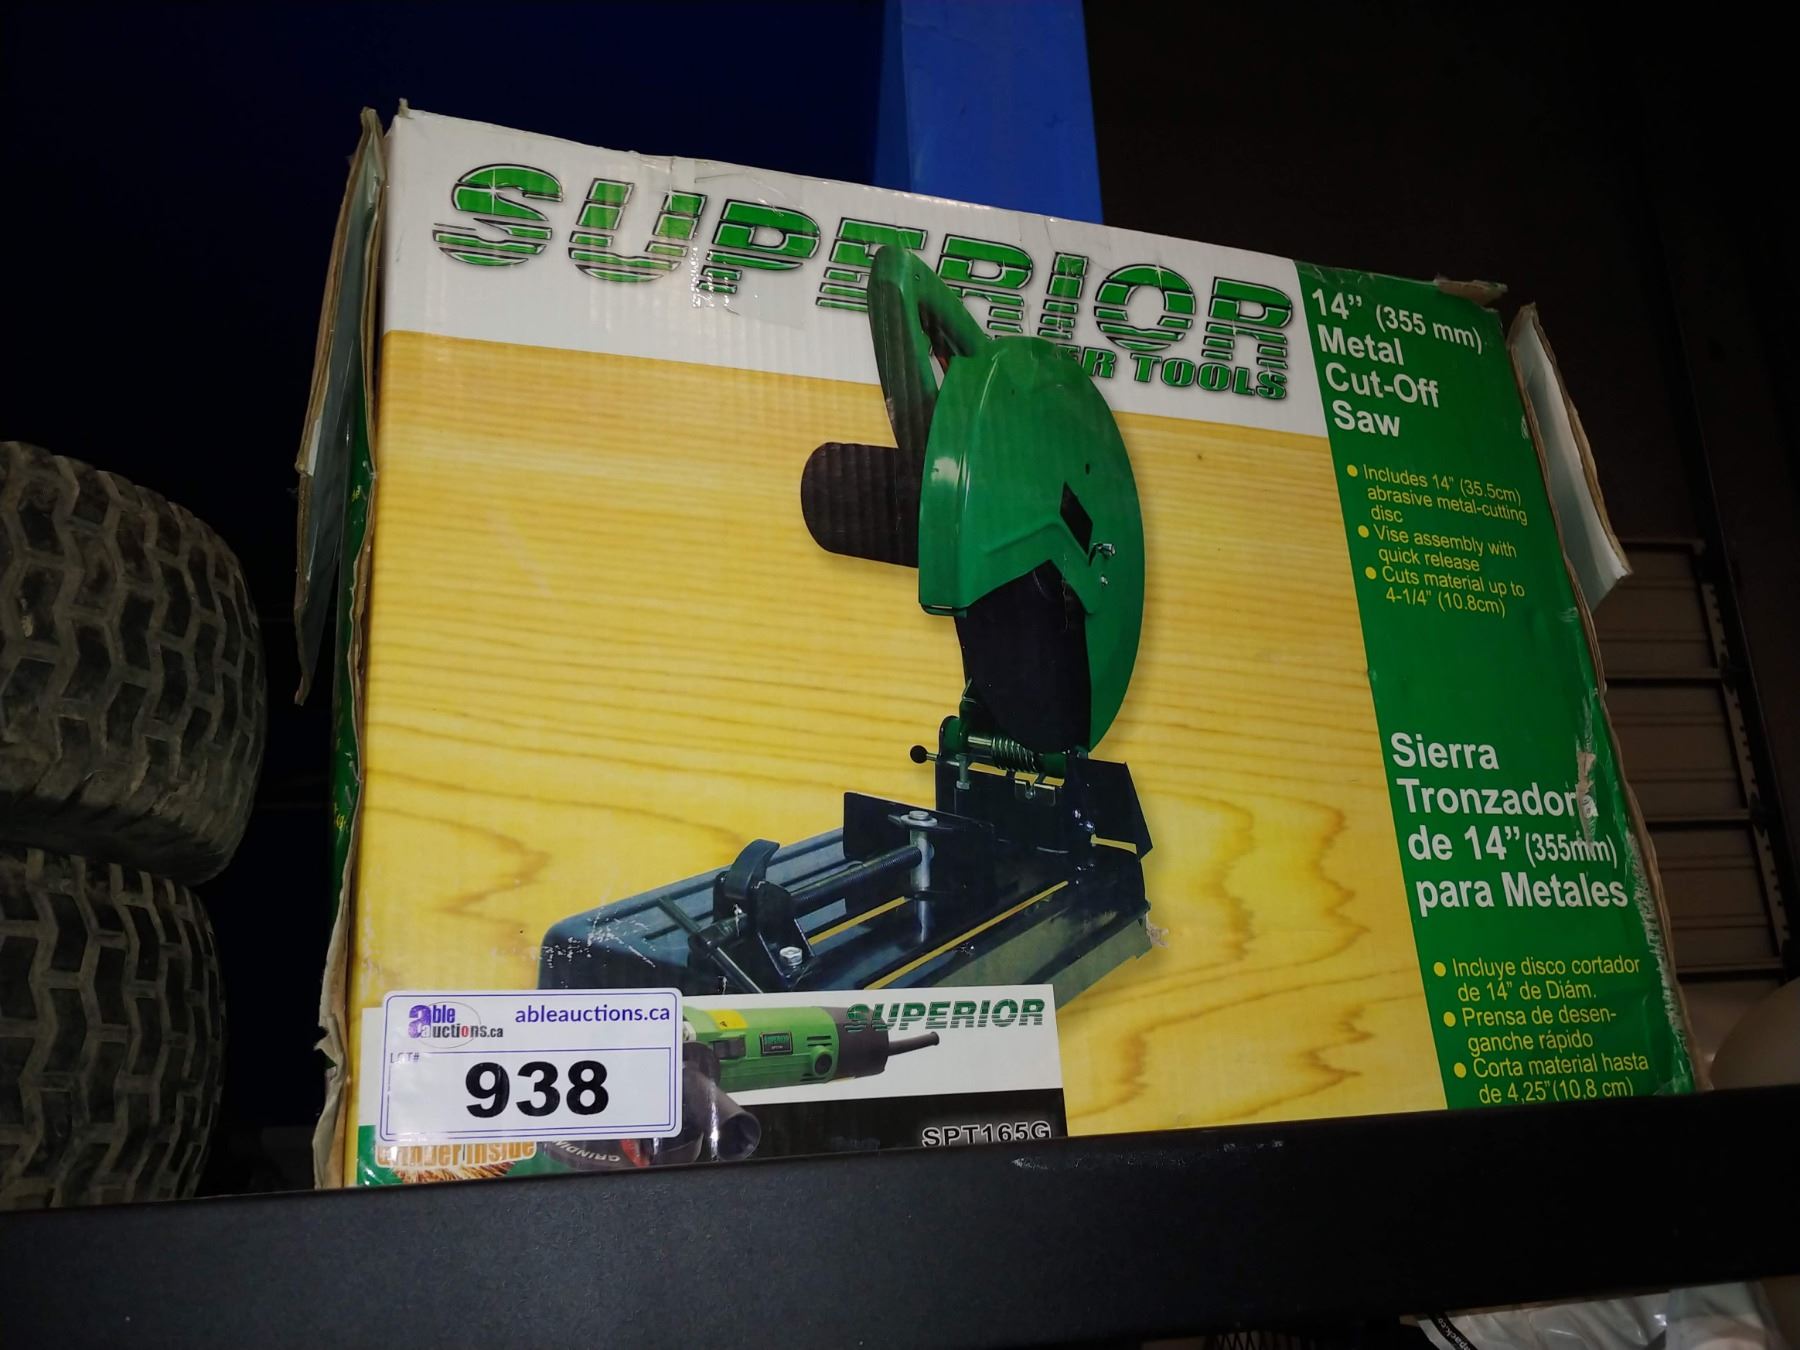 SUPERIOR
TOOLS
14” (355 mm)
Metal
Cut-Off
Saw
• Includes 14" (35.5cm)
abrasive metal-cutting
disc
• Vise assembly with
quick release
• Cuts material up to
4-1/4" (10.8cm)
Sierra
Tronzadora
de 14” (355mm)
para Metales
• Incluye disco cortador
de 14" de Diám.
• Prensa de desen-
ganche rápido
• Corta material hasta
de 4,25"(10,8 cm)
able
auctions.ca
ableauctions.ca
LOT#
938
SUPERIOR
SPT165G
Grinder Inside